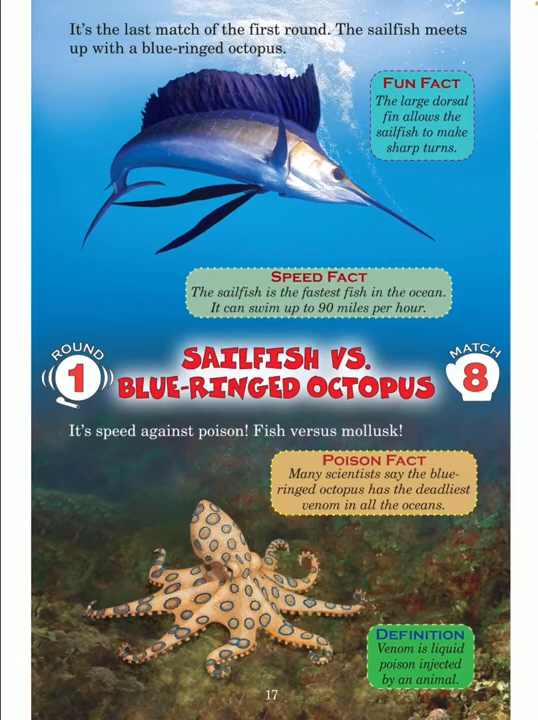 It's the last match of the first round. The sailfish meets
up with a blue-ringed octopus.
FUN FACT
The large dorsal
fin allows the
sailfish to make
sharp turns.
SPEED FACT
The sailfish is the fastest fish in the ocean.
It can swim up to 90 miles per hour.
ROUND
1
SAILFISH VS.
BLUE-RINGED OCTOPUS
MATCH
8
It's speed against poison! Fish versus mollusk!
POISON FACT
Many scientists say the blue-
ringed octopus has the deadliest
venom in all the oceans.
DEFINITION
Venom is liquid
poison injected
by an animal.
17